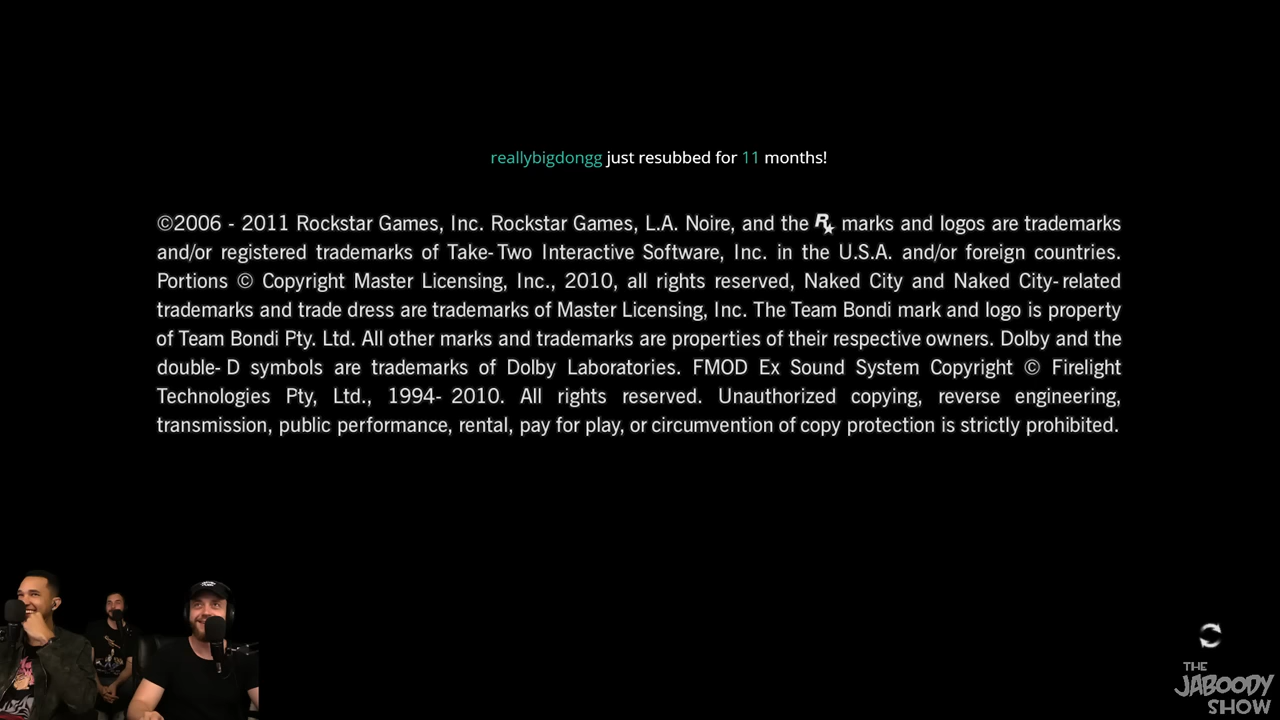 reallybigdongg just resubbed for 11 months!
©2006 - 2011 Rockstar Games, Inc. Rockstar Games, L.A. Noire, and the R★ marks and logos are trademarks
and/or registered trademarks of Take-Two Interactive Software, Inc. in the U.S.A. and/or foreign countries.
Portions © Copyright Master Licensing, Inc., 2010, all rights reserved, Naked City and Naked City-related
trademarks and trade dress are trademarks of Master Licensing, Inc. The Team Bondi mark and logo is property
of Team Bondi Pty. Ltd. All other marks and trademarks are properties of their respective owners. Dolby and the
double- D symbols are trademarks of Dolby Laboratories. FMOD Ex Sound System Copyright © Firelight
Technologies Pty, Ltd., 1994- 2010. All rights reserved. Unauthorized copying, reverse engineering,
transmission, public performance, rental, pay for play, or circumvention of copy protection is strictly prohibited.
THE
JABOODY
SHOW